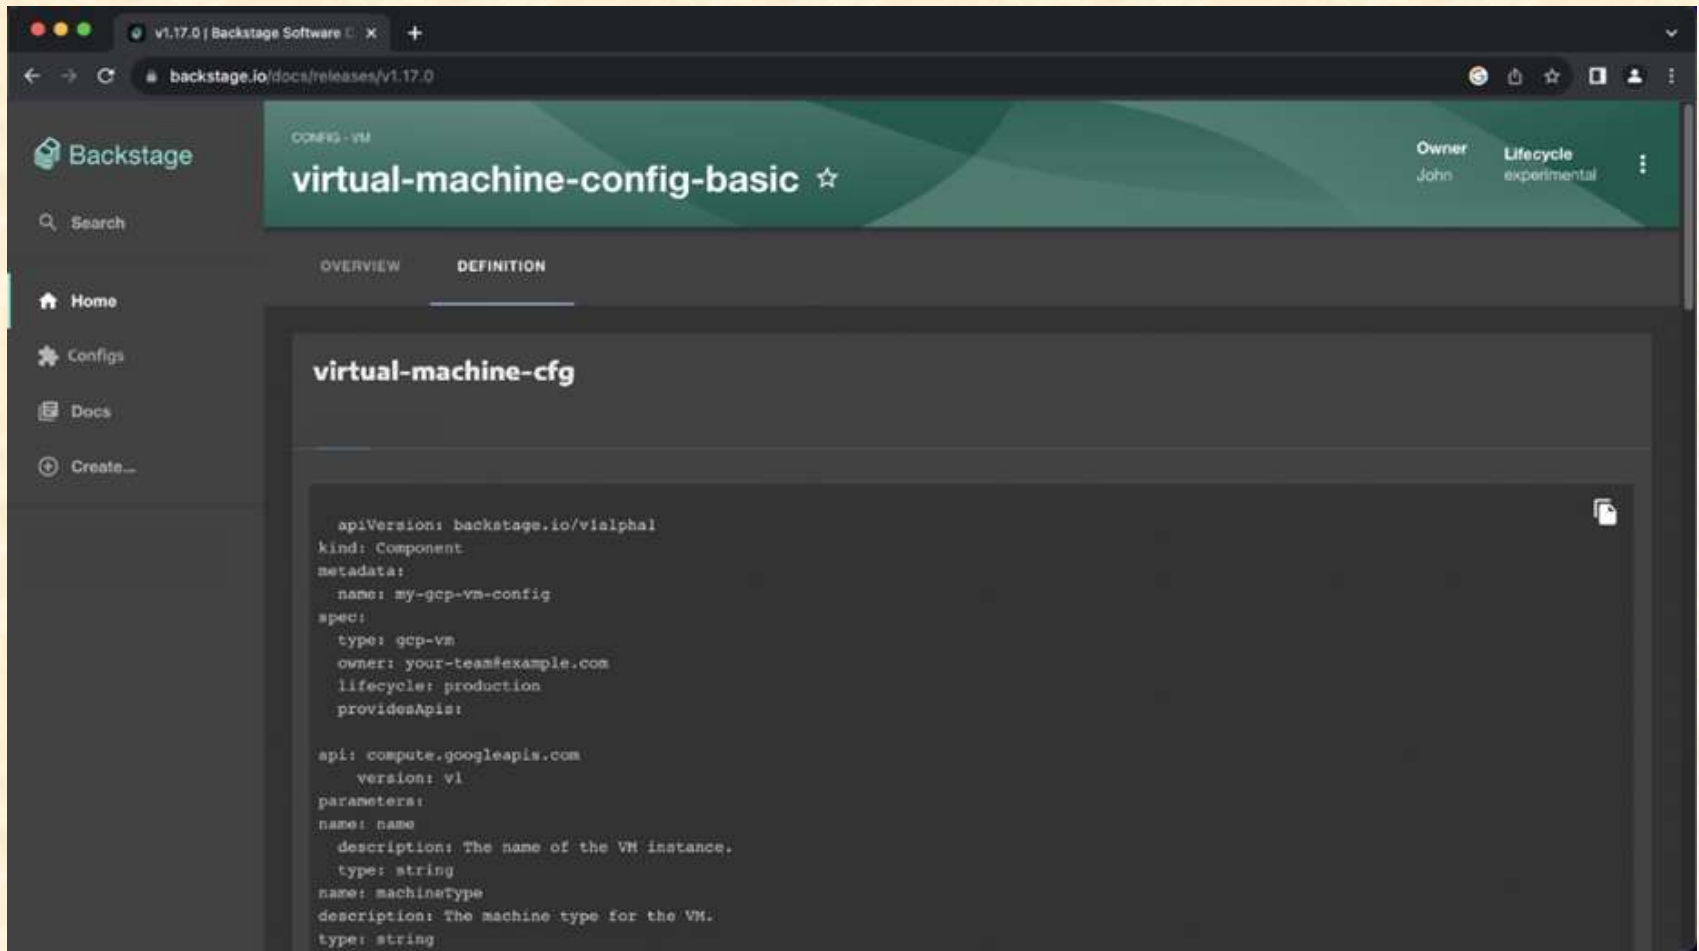 v1.17.0 | Backstage Software
backstage.io/docs/releases/v1.17.0
Backstage
Search
Home
Configs
Docs
Create...
CONFIG - VM
virtual-machine-config-basic
Owner
John
Lifecycle
experimental
OVERVIEW
DEFINITION
virtual-machine-cfg
apiVersion: backstage.io/v1alpha1
kind: Component
metadata:
name: my-gcp-vm-config
spec:
type: gcp-vm
owner: your-team@example.com
lifecycle: production
providesApis:
api: compute.googleapis.com
version: v1
parameters:
name: name
description: The name of the VM instance.
type: string
name: machineType
description: The machine type for the VM.
type: string